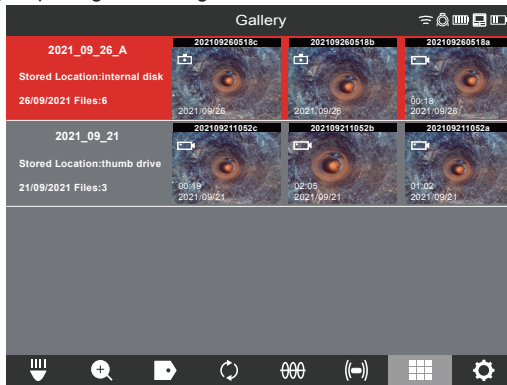 Gallery
2021_09_26_A
Stored Location:internal disk
26/09/2021 Files:6
202109260518c
2021/09/26
202109260518b
2021/09/26
202109260518a
00:18
2021/09/26
2021_09_21
Stored Location:thumb drive
21/09/2021 Files:3
202109211052c
00:19
2021/09/21
202109211052b
02:05
2021/09/21
202109211052a
01:02
2021/09/21